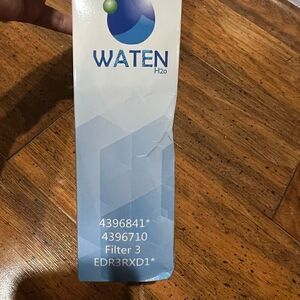 WATEN
H2o
4396841*
4396710
Filter 3
EDR3RXD1*